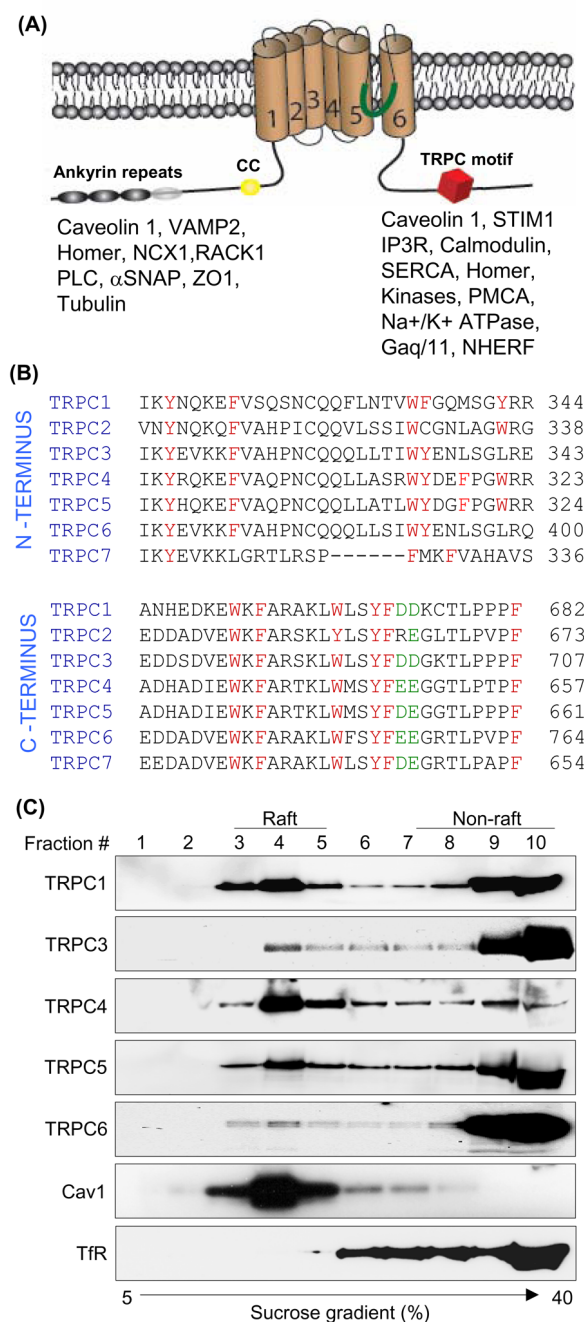 (A)
1 2 3 4 5 6
Ankyrin repeats
CC
TRPC motif
Caveolin 1, VAMP2,
Homer, NCX1,RACK1
PLC, αSNAP, ZO1,
Tubulin
Caveolin 1, STIM1
IP3R, Calmodulin,
SERCA, Homer,
Kinases, PMCA,
Na+/K+ ATPase,
Gaq/11, NHERF
(B)
N -TERMINUS
TRPC1 IKYNQKEFVSQSNCQQFLNTVWFGQMSGYRR 344
TRPC2 VNYNQKQFVAHPICQQVLSSIWCGNLAGWRG 338
TRPC3 IKYEVKKFVAHPNCQQQLLTIWYENLSGLRE 343
TRPC4 IKYRQKEFVAQPNCQQLLASRWYDEFPGWRR 323
TRPC5 IKYHQKEFVAQPNCQQLLATLWYDGFPGWRR 324
TRPC6 IKYEVKKFVAHPNCQQQLLSIWYENLSGLRQ 400
TRPC7 IKYEVKKLGRTLRSP------FMKFVAHAVS 336
C -TERMINUS
TRPC1 ANHEDKEWKFARAKLWLSYFDDKCTLPPPF 682
TRPC2 EDDADVEWKFARSKLYLSYFREGLTLPVPF 673
TRPC3 EDDSDVEWKFARSKLWLSYFDDGKTLPPPF 707
TRPC4 ADHADIEWKFARTKLWMSYFEEGGTLPTPF 657
TRPC5 ADHADIEWKFARTKLWMSYFDEGGTLPPPF 661
TRPC6 EDDADVEWKFARAKLWFSYFEEGRTLPVPF 764
TRPC7 EEDADVEWKFARAKLWLSYFDEGRTLPAPF 654
(C)
Raft Non-raft
Fraction # 1 2 3 4 5 6 7 8 9 10
TRPC1
TRPC3
TRPC4
TRPC5
TRPC6
Cav1
TfR
5 40
Sucrose gradient (%)